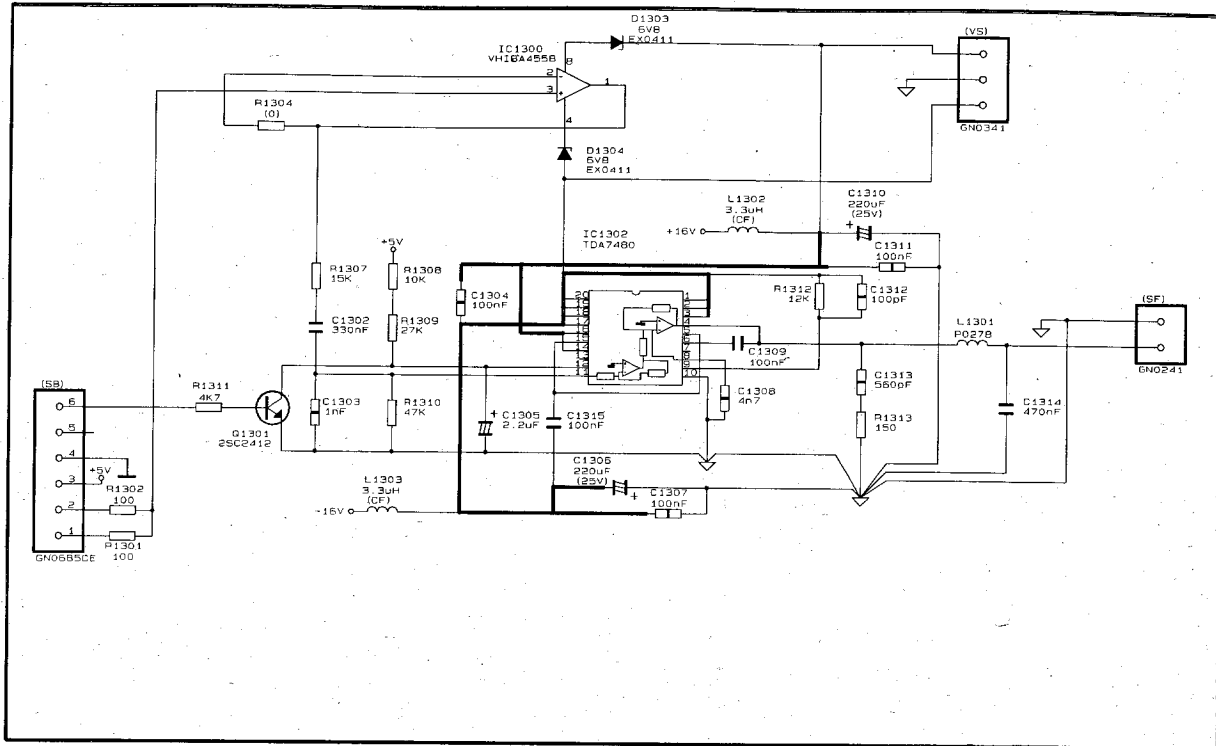 D1303
6V8
EX0411
(VS)
IC1300
VHIBA4558
8
2
3
1
R1304
(0)
4
GN0341
D1304
6V8
EX0411
L1302
3.3uH
(CF)
C1310
220uF
(25V)
+
+16V
IC1302
TDA7480
C1311
100nF
+5V
R1307
15K
R1308
10K
C1304
100nF
20
1
R1312
12K
C1312
100pF
(SF)
C1302
330nF
R1309
27K
L1301
P0278
C1309
100nF
10
GN0241
(SB)
R1311
4K7
C1303
1nF
R1310
47K
C1305
2.2uF
+
C1315
100nF
C1308
4n7
C1313
560pF
C1314
470nF
R1313
150
Q1301
2SC2412
6
5
4
3
2
1
+5V
R1302
100
R1301
100
GN06B5CE
L1303
3.3uH
(CF)
-16V
C1306
220uF
(25V)
+
C1307
100nF